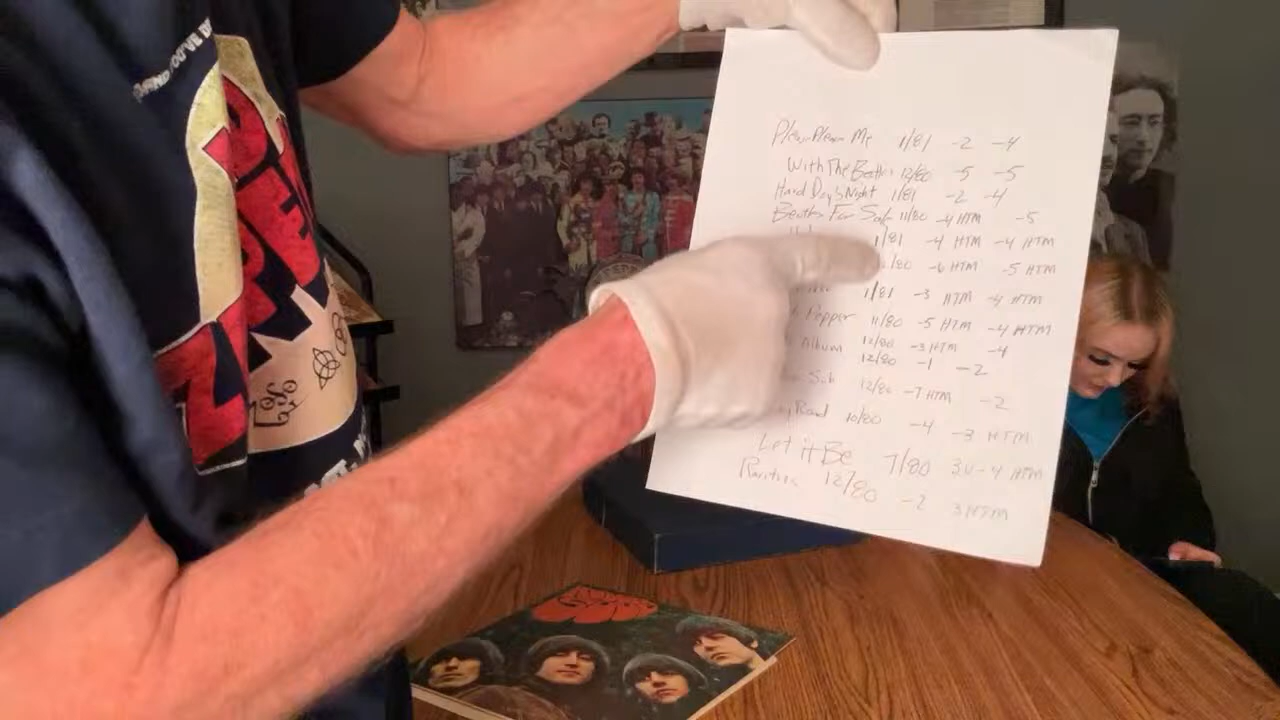 Please Please Me 1/81 -2 -4
With The Beatles 12/80 -5 -5
Hard Day's Night 1/81 -2 -4
Beatles For Sale 11/80 -4 HTM -5
1/81 -4 HTM -4 HTM
/80 -6 HTM -5 HTM
1/81 -3 HTM -4 HTM
Pepper 11/80 -5 HTM -4 HTM
Album 12/80 -3 HTM -4
12/80 -1 -2
Sub 12/80 -7 HTM -2
Road 10/80 -4 -3 HTM
Let it Be 7/80 3U-4 HTM
Rarities 12/80 -2 3 HTM